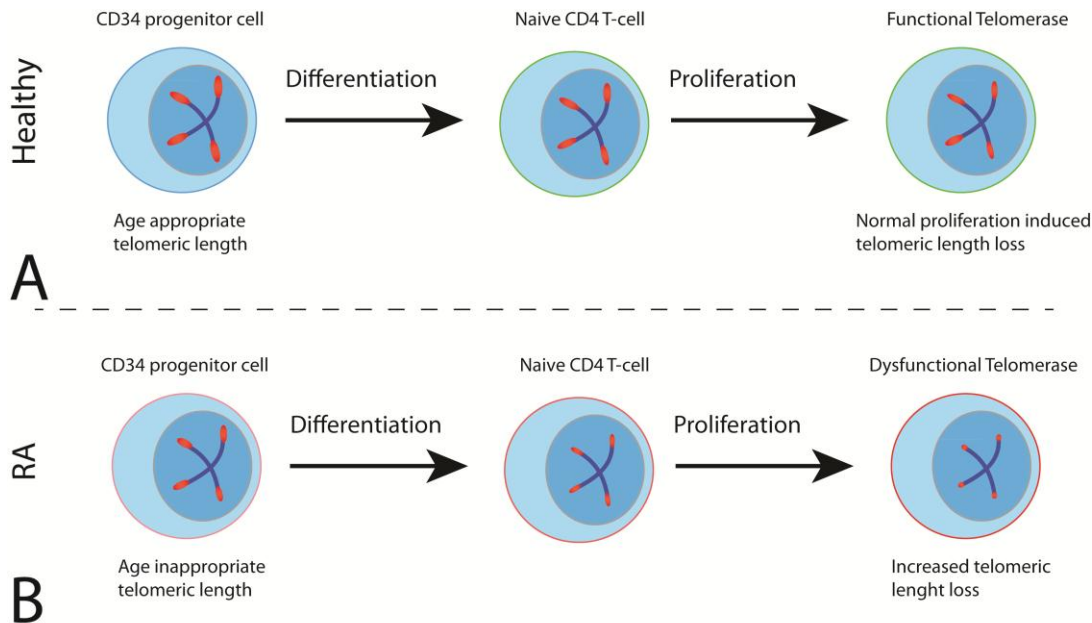 CD34 progenitor cell
Naive CD4 T-cell
Functional Telomerase
Healthy
Differentiation
Proliferation
Age appropriate
telomeric length
Normal proliferation induced
telomeric length loss
A
CD34 progenitor cell
Naive CD4 T-cell
Dysfunctional Telomerase
RA
Differentiation
Proliferation
Age inappropriate
telomeric length
Increased telomeric
lenght loss
B